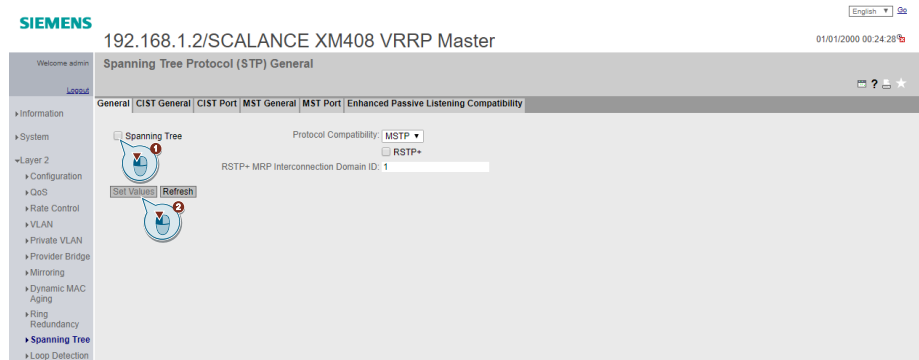 English
Go
SIEMENS
192.168.1.2/SCALANCE XM408 VRRP Master
01/01/2000 00:24:28
Welcome admin
Logout
Spanning Tree Protocol (STP) General
?
General CIST General CIST Port MST General MST Port Enhanced Passive Listening Compatibility
Information
System
Layer 2
Configuration
QoS
Rate Control
VLAN
Private VLAN
Provider Bridge
Mirroring
Dynamic MAC
Aging
Ring
Redundancy
Spanning Tree
Loop Detection
Spanning Tree
Protocol Compatibility: MSTP
RSTP+
RSTP+ MRP Interconnection Domain ID: 1
1
Set Values Refresh
2